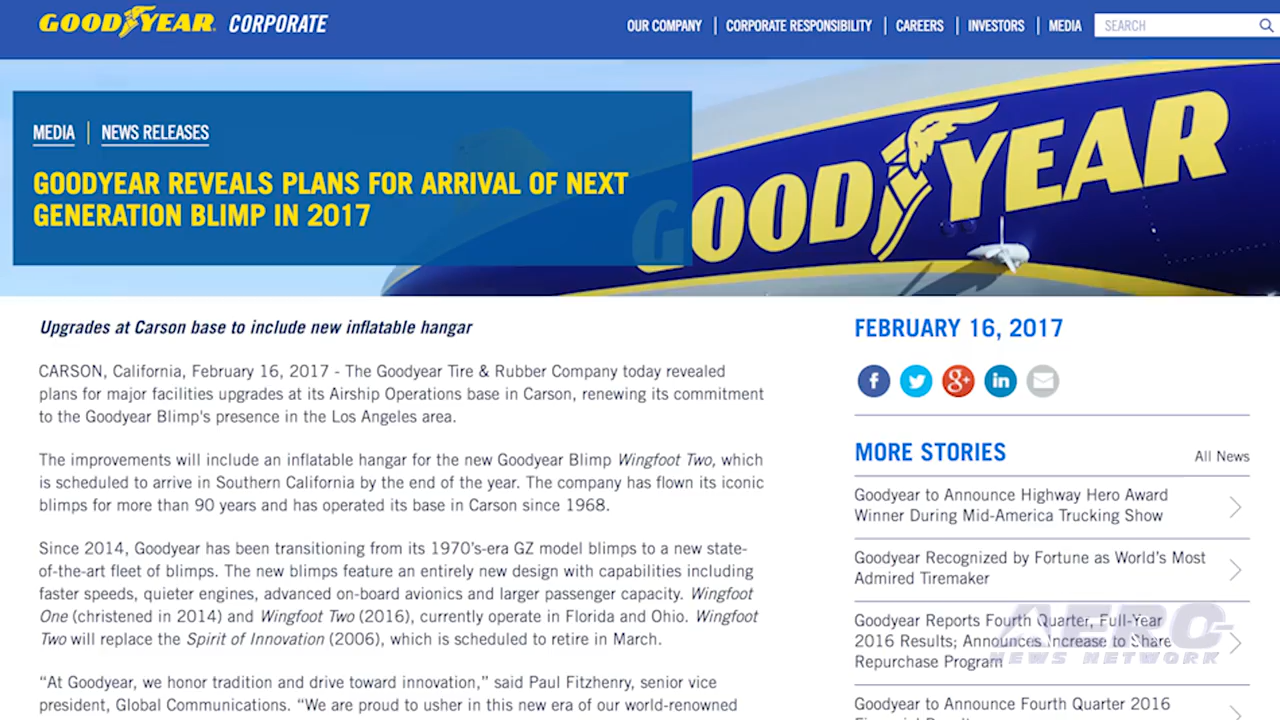 GOODYEAR CORPORATE
OUR COMPANY | CORPORATE RESPONSIBILITY | CAREERS | INVESTORS | MEDIA
SEARCH
MEDIA | NEWS RELEASES
GOODYEAR REVEALS PLANS FOR ARRIVAL OF NEXT
GENERATION BLIMP IN 2017
GOODYEAR
Upgrades at Carson base to include new inflatable hangar
CARSON, California, February 16, 2017 - The Goodyear Tire & Rubber Company today revealed
plans for major facilities upgrades at its Airship Operations base in Carson, renewing its commitment
to the Goodyear Blimp's presence in the Los Angeles area.
The improvements will include an inflatable hangar for the new Goodyear Blimp Wingfoot Two, which
is scheduled to arrive in Southern California by the end of the year. The company has flown its iconic
blimps for more than 90 years and has operated its base in Carson since 1968.
Since 2014, Goodyear has been transitioning from its 1970's-era GZ model blimps to a new state-
of-the-art fleet of blimps. The new blimps feature an entirely new design with capabilities including
faster speeds, quieter engines, advanced on-board avionics and larger passenger capacity. Wingfoot
One (christened in 2014) and Wingfoot Two (2016), currently operate in Florida and Ohio. Wingfoot
Two will replace the Spirit of Innovation (2006), which is scheduled to retire in March.
“At Goodyear, we honor tradition and drive toward innovation,” said Paul Fitzhenry, senior vice
president, Global Communications. “We are proud to usher in this new era of our world-renowned
FEBRUARY 16, 2017
f
g+
in
MORE STORIES
All News
Goodyear to Announce Highway Hero Award
Winner During Mid-America Trucking Show
Goodyear Recognized by Fortune as World's Most
Admired Tiremaker
Goodyear Reports Fourth Quarter, Full-Year
2016 Results; Announces Increase to Share
Repurchase Program
Goodyear to Announce Fourth Quarter 2016
AERO
NEWS NETWORK